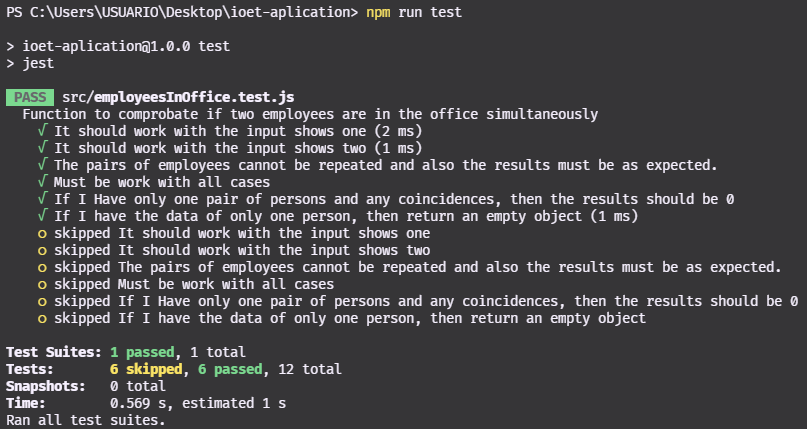 PS C:\Users\USUARIO\Desktop\ioet-aplication> npm run test
> ioet-aplication@1.0.0 test
> jest
PASS src/employeesInOffice.test.js
Function to comprobate if two employees are in the office simultaneously
√ It should work with the input shows one (2 ms)
√ It should work with the input shows two (1 ms)
√ The pairs of employees cannot be repeated and also the results must be as expected.
√ Must be work with all cases
√ If I Have only one pair of persons and any coincidences, then the results should be 0
√ If I have the data of only one person, then return an empty object (1 ms)
○ skipped It should work with the input shows one
○ skipped It should work with the input shows two
○ skipped The pairs of employees cannot be repeated and also the results must be as expected.
○ skipped Must be work with all cases
○ skipped If I Have only one pair of persons and any coincidences, then the results should be 0
○ skipped If I have the data of only one person, then return an empty object
Test Suites: 1 passed, 1 total
Tests: 6 skipped, 6 passed, 12 total
Snapshots: 0 total
Time: 0.569 s, estimated 1 s
Ran all test suites.